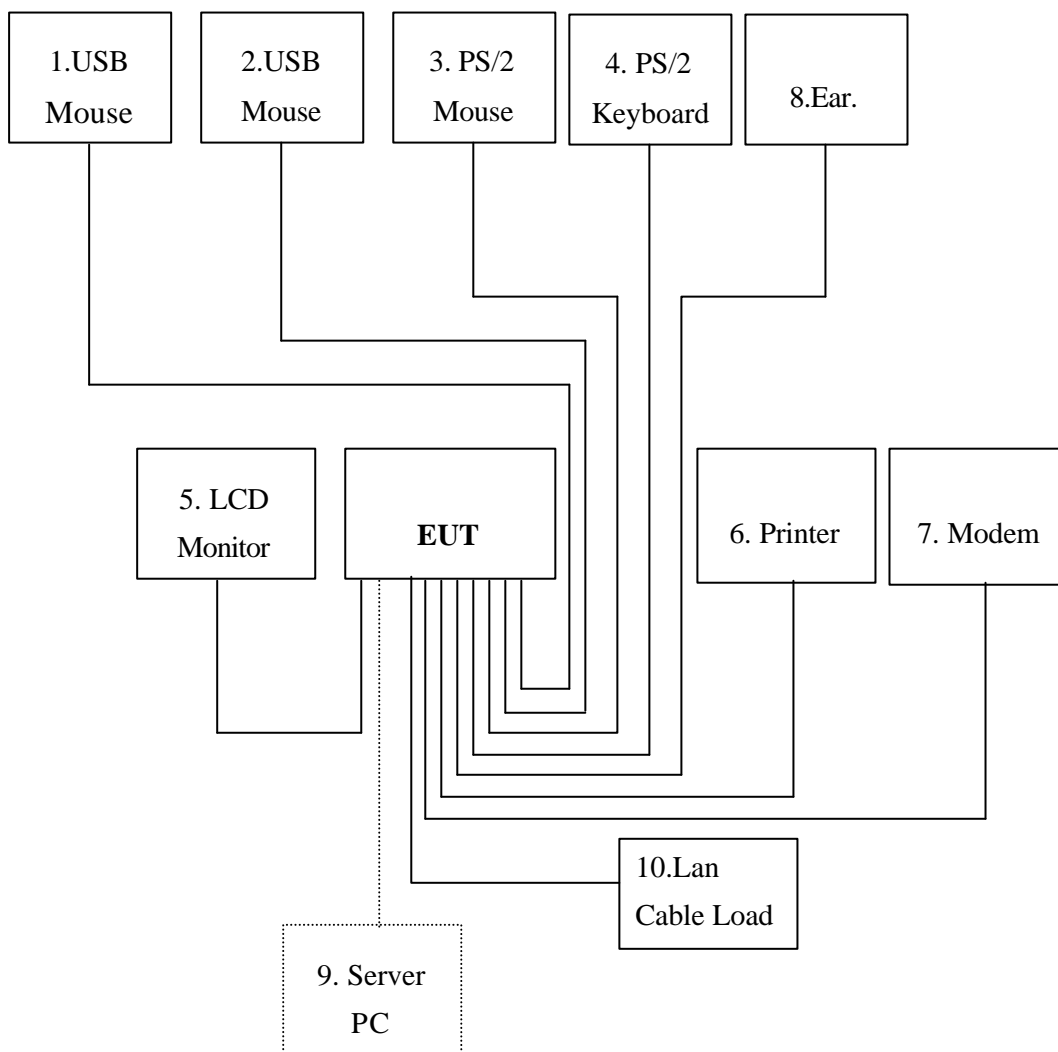 1.USB
Mouse
2.USB
Mouse
3. PS/2
Mouse
4. PS/2
Keyboard
8.Ear.
5. LCD
Monitor
EUT
6. Printer
7. Modem
10.Lan
Cable Load
9. Server
PC